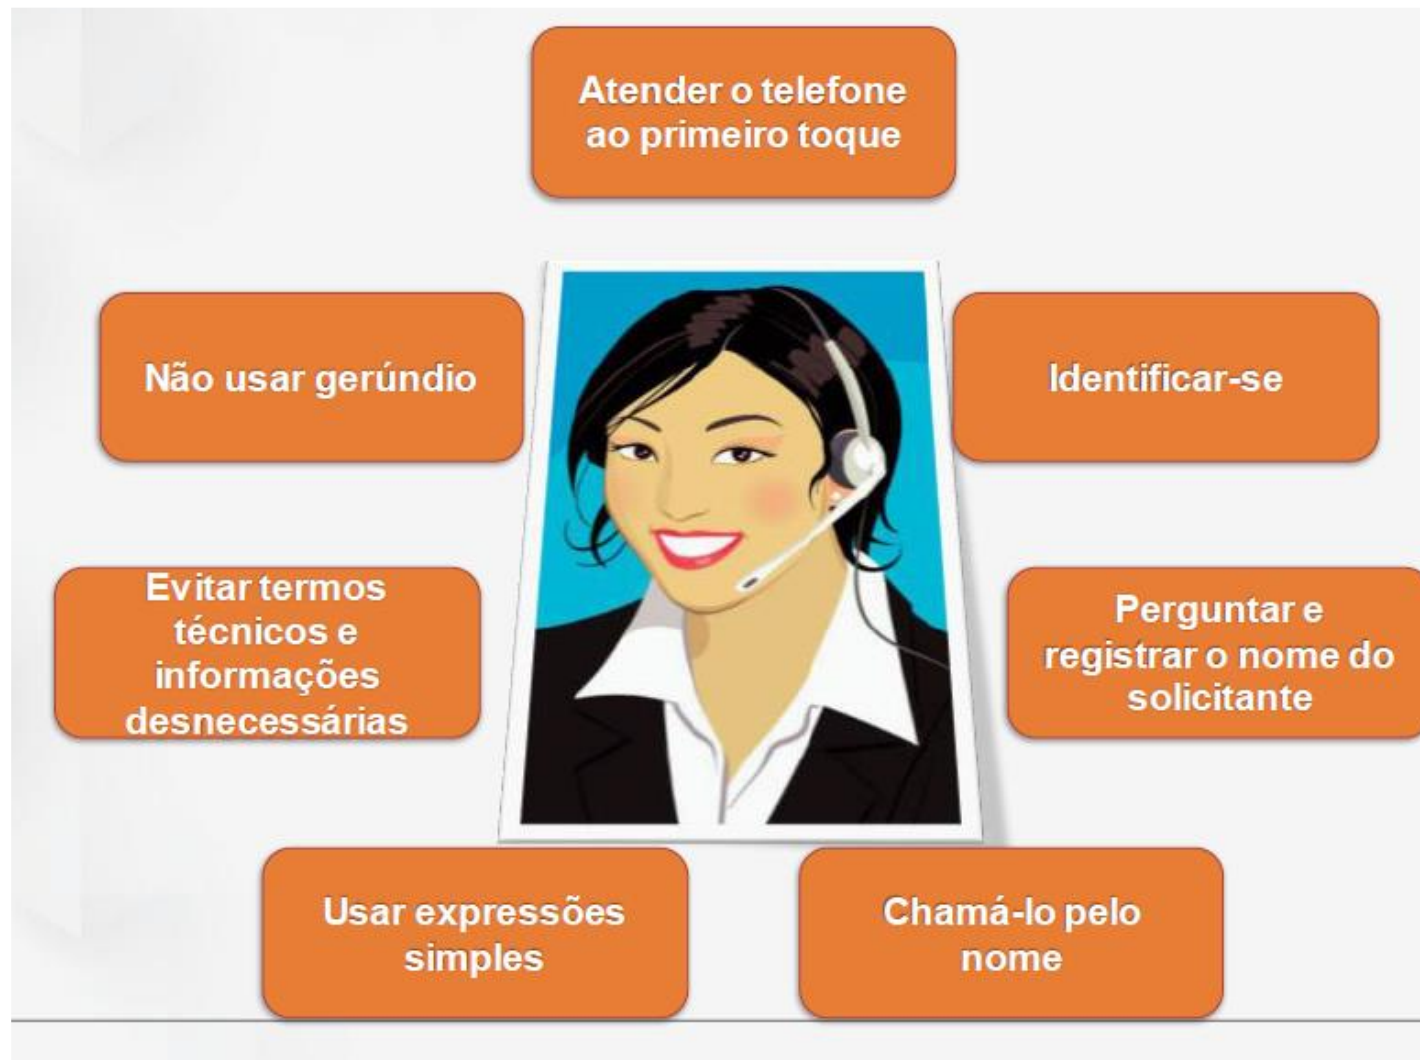 Atender o telefone
ao primeiro toque
Identificar-se
Perguntar e
registrar o nome do
solicitante
Chamá-lo pelo
nome
Usar expressões
simples
Evitar termos
técnicos e
informações
desnecessárias
Não usar gerúndio